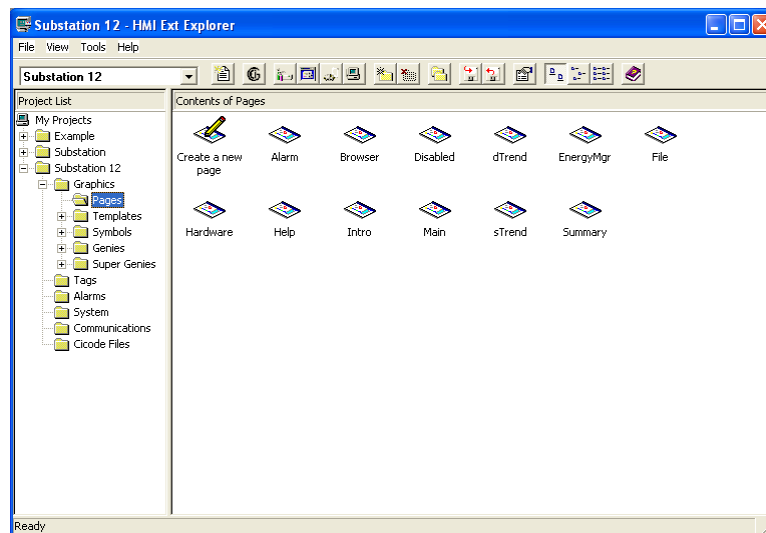 Substation 12 - HMI Ext Explorer
File View Tools Help
Substation 12
Project List
Contents of Pages
My Projects
Example
Substation
Substation 12
Graphics
Pages
Templates
Symbols
Genies
Super Genies
Tags
Alarms
System
Communications
Cicode Files
Create a new
page
Alarm
Browser
Disabled
dTrend
EnergyMgr
File
Hardware
Help
Intro
Main
sTrend
Summary
Ready